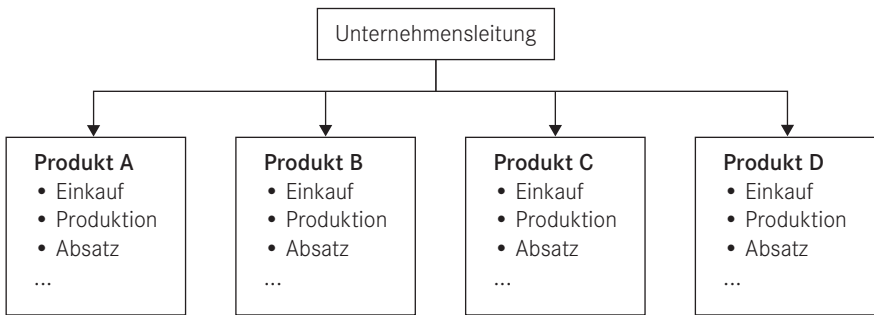 Unternehmensleitung
Produkt A
• Einkauf
• Produktion
• Absatz
...
Produkt B
• Einkauf
• Produktion
• Absatz
...
Produkt C
• Einkauf
• Produktion
• Absatz
...
Produkt D
• Einkauf
• Produktion
• Absatz
...